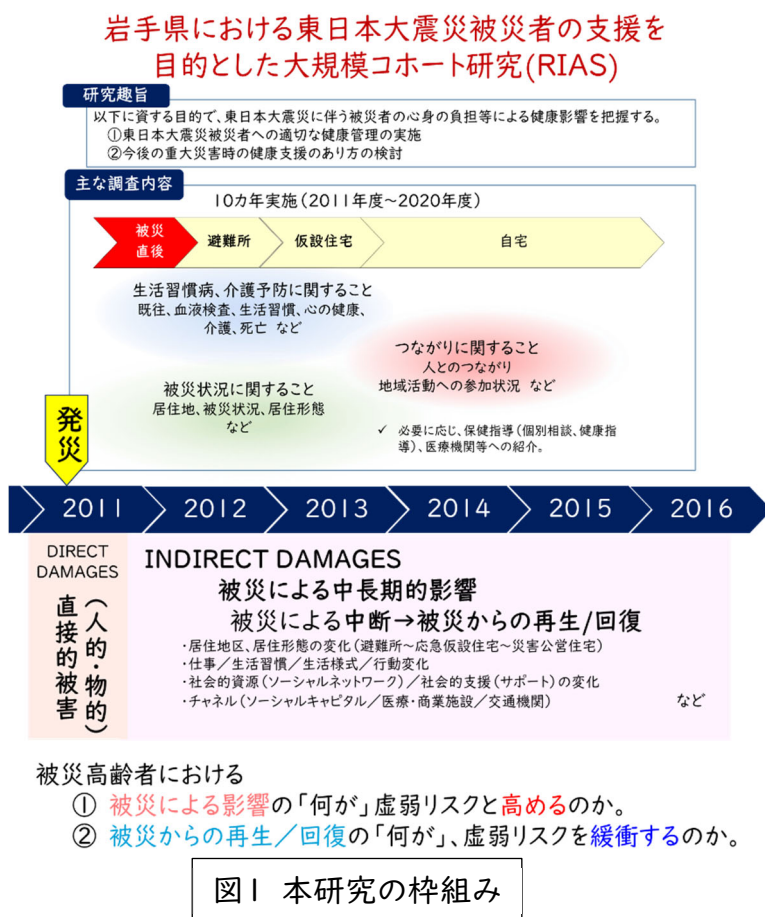 岩手県における東日本大震災被災者の支援を
目的とした大規模コホート研究(RIAS)
研究趣旨
以下に資する目的で、東日本大震災に伴う被災者の心身の負担等による健康影響を把握する。
①東日本大震災被災者への適切な健康管理の実施
②今後の重大災害時の健康支援のあり方の検討
主な調査内容
10カ年実施(2011年度～2020年度)
被災
直後
避難所
仮設住宅
自宅
生活習慣病、介護予防に関すること
既往、血液検査、生活習慣、心の健康、
介護、死亡 など
つながりに関すること
人とのつながり
地域活動への参加状況 など
被災状況に関すること
居住地、被災状況、居住形態
など
✓ 必要に応じ、保健指導(個別相談、健康指
導)、医療機関等への紹介。
発災
2011 2012 2013 2014 2015 2016
DIRECT
DAMAGES
直接的被害
(人的・物的)
INDIRECT DAMAGES
被災による中長期的影響
被災による中断→被災からの再生/回復
・居住地区、居住形態の変化(避難所～応急仮設住宅～災害公営住宅)
・仕事／生活習慣／生活様式／行動変化
・社会的資源(ソーシャルネットワーク)／社会的支援(サポート)の変化
・チャネル(ソーシャルキャピタル／医療・商業施設／交通機関) など
被災高齢者における
① 被災による影響の「何が」虚弱リスクと高めるのか。
② 被災からの再生／回復の「何が」、虚弱リスクを緩衝するのか。
図1 本研究の枠組み